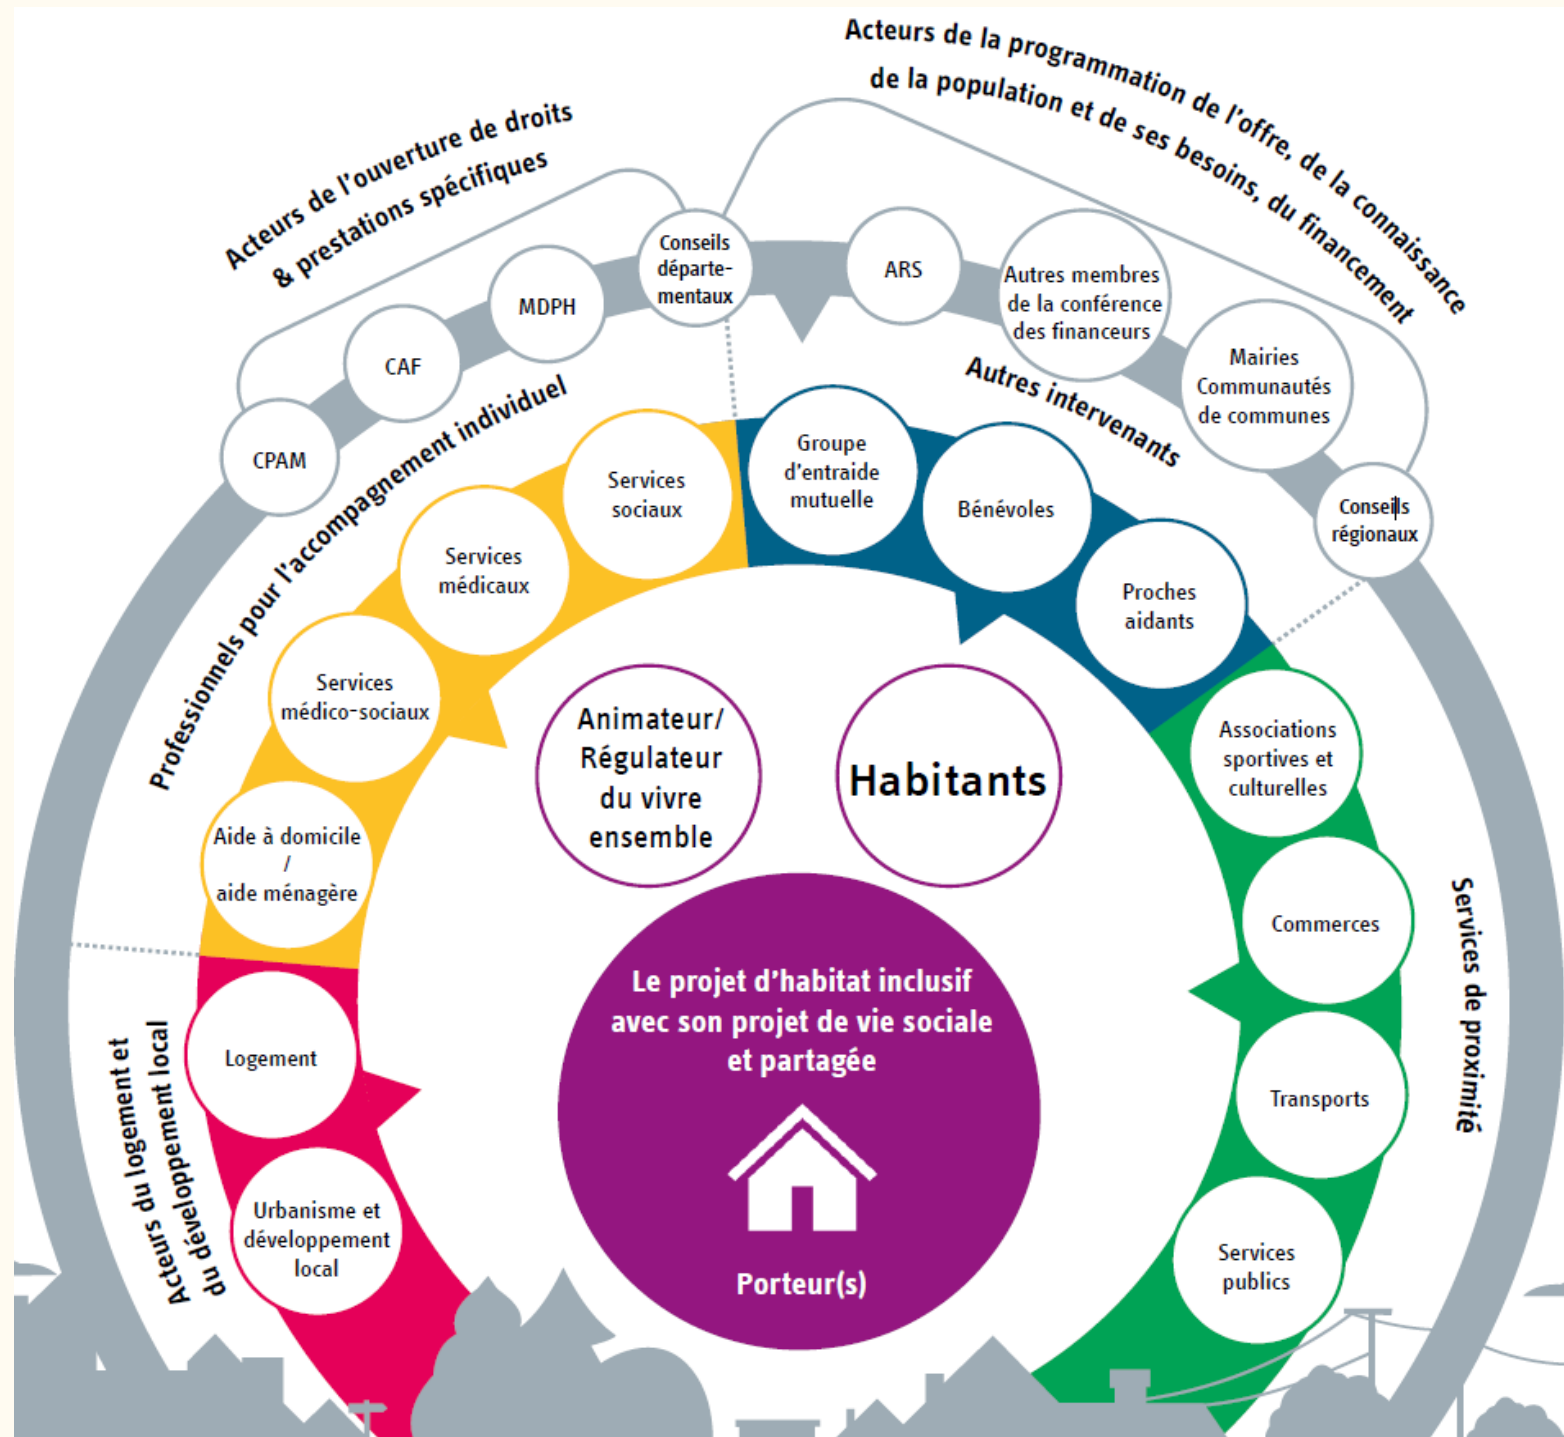 Acteurs de la programmation de l'offre, de la connaissance
de la population et de ses besoins, du financement
Acteurs de l'ouverture de droits
& prestations spécifiques
Conseils
départe-
mentaux
ARS
Autres membres
de la conférence
des financeurs
Mairies
Communautés
de communes
Conseils
régionaux
MDPH
CAF
CPAM
Professionnels pour l'accompagnement individuel
Autres intervenants
Services
sociaux
Services
médicaux
Services
médico-sociaux
Aide à domicile
/
aide ménagère
Groupe
d'entraide
mutuelle
Bénévoles
Proches
aidants
Associations
sportives et
culturelles
Commerces
Transports
Services
publics
Services de proximité
Acteurs du logement et
du développement local
Logement
Urbanisme et
développement
local
Animateur/
Régulateur
du vivre
ensemble
Habitants
Le projet d'habitat inclusif
avec son projet de vie sociale
et partagée
Porteur(s)